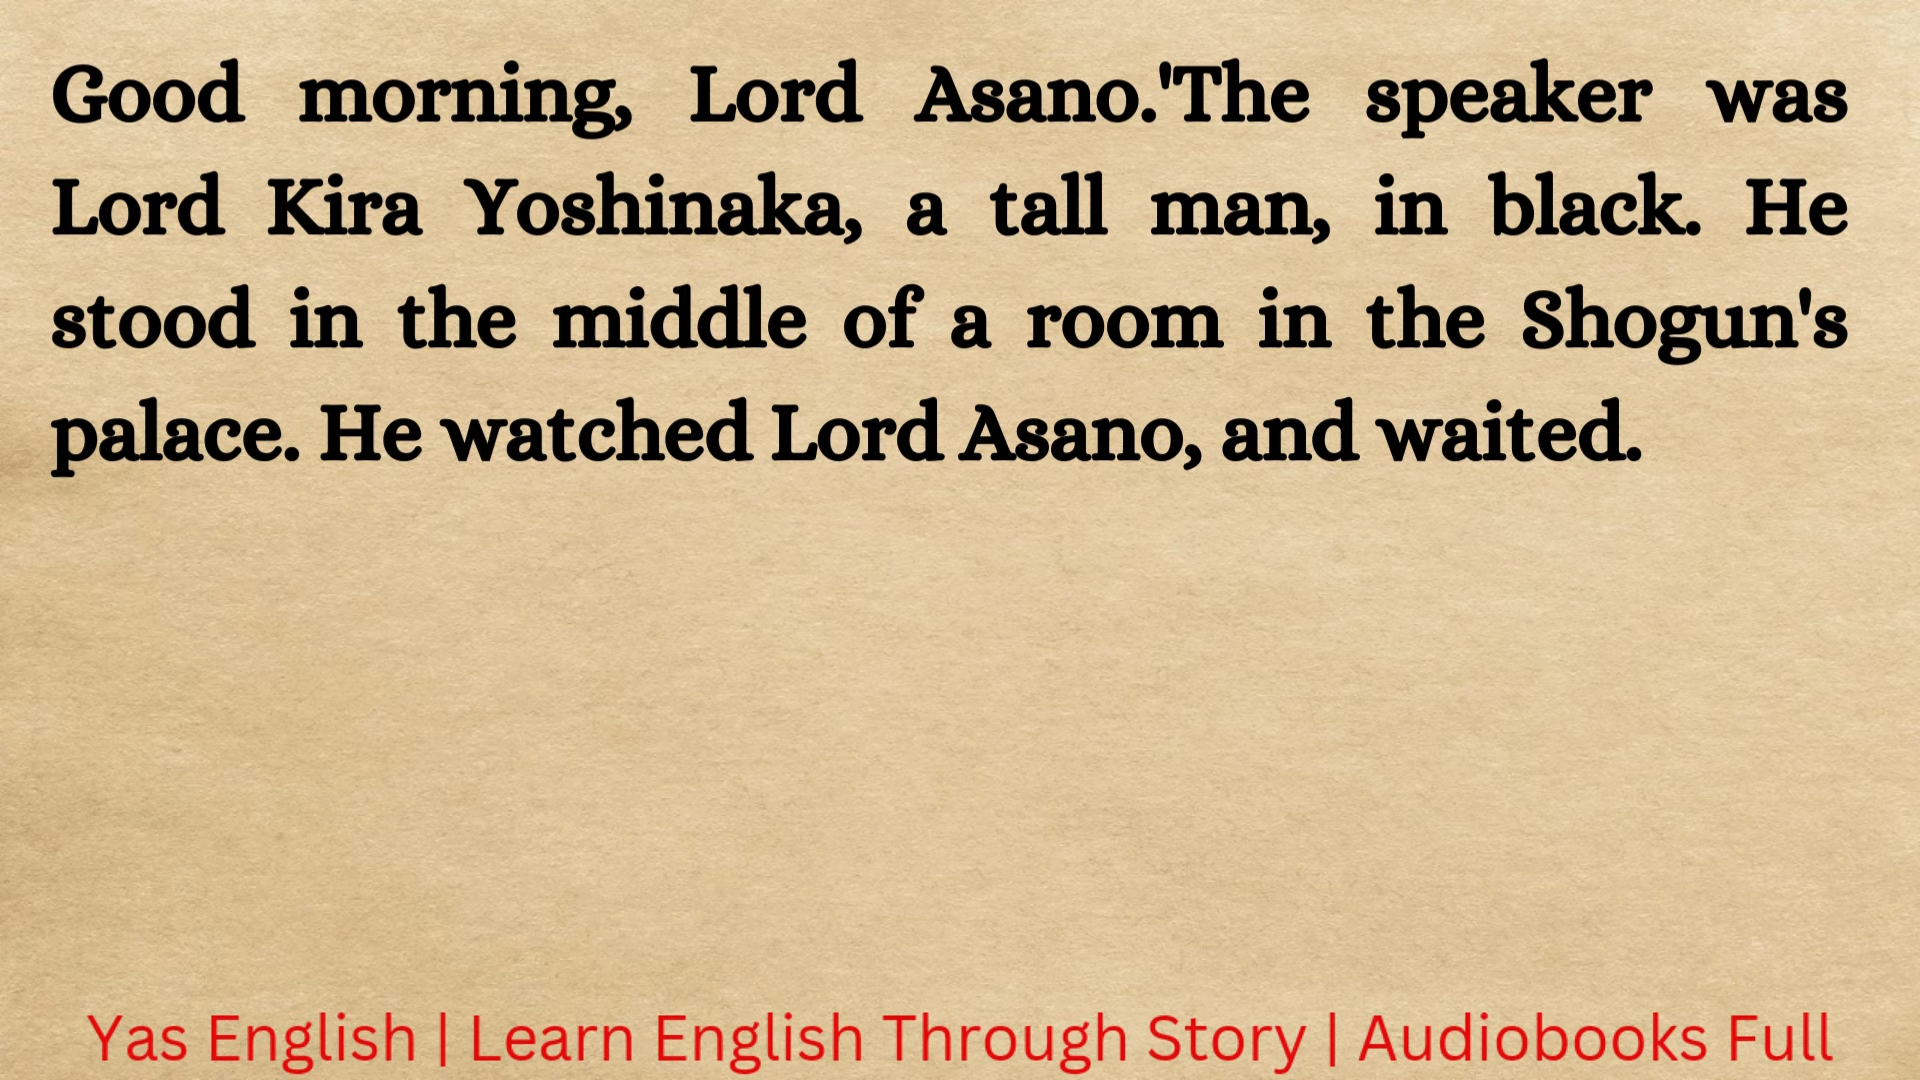 Good morning, Lord Asano.'The speaker was
Lord Kira Yoshinaka, a tall man, in black. He
stood in the middle of a room in the Shogun's
palace. He watched Lord Asano, and waited.
Yas English | Learn English Through Story | Audiobooks Full